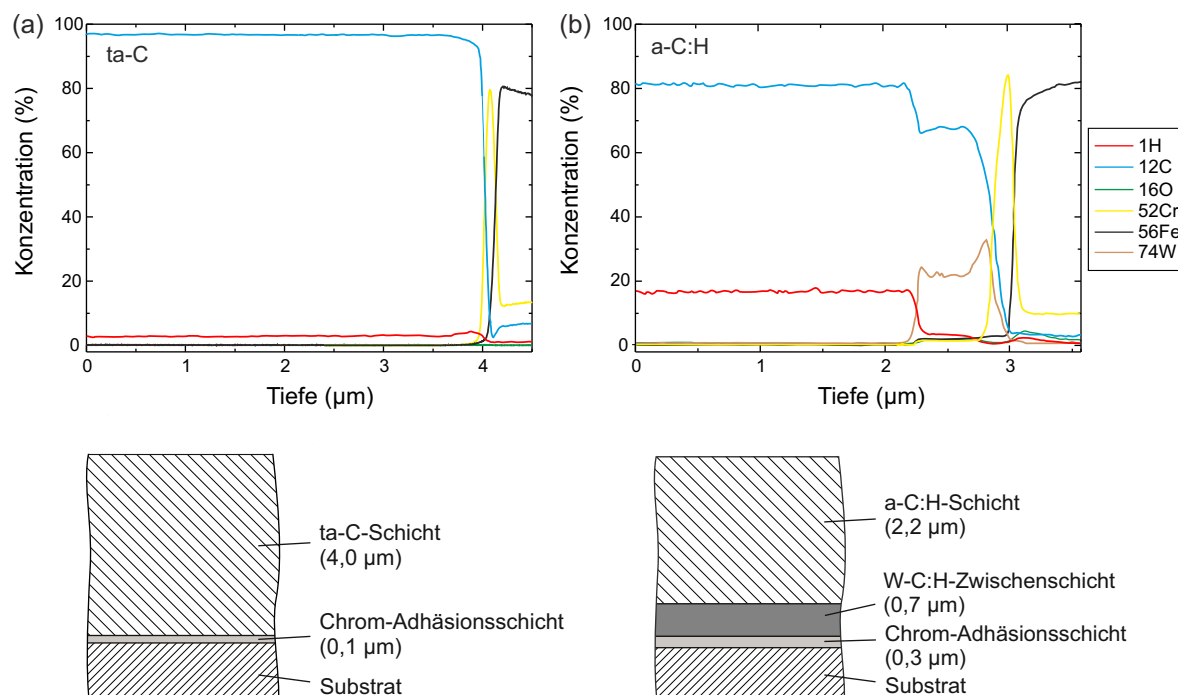 (a)
ta-C
Konzentration (%)
100
80
60
40
20
0
0
1
2
3
4
Tiefe (µm)
(b)
a-C:H
Konzentration (%)
100
80
60
40
20
0
0
1
2
3
Tiefe (µm)
1H
12C
16O
52Cr
56Fe
74W
ta-C-Schicht
(4,0 µm)
Chrom-Adhäsionsschicht
(0,1 µm)
Substrat
a-C:H-Schicht
(2,2 µm)
W-C:H-Zwischenschicht
(0,7 µm)
Chrom-Adhäsionsschicht
(0,3 µm)
Substrat